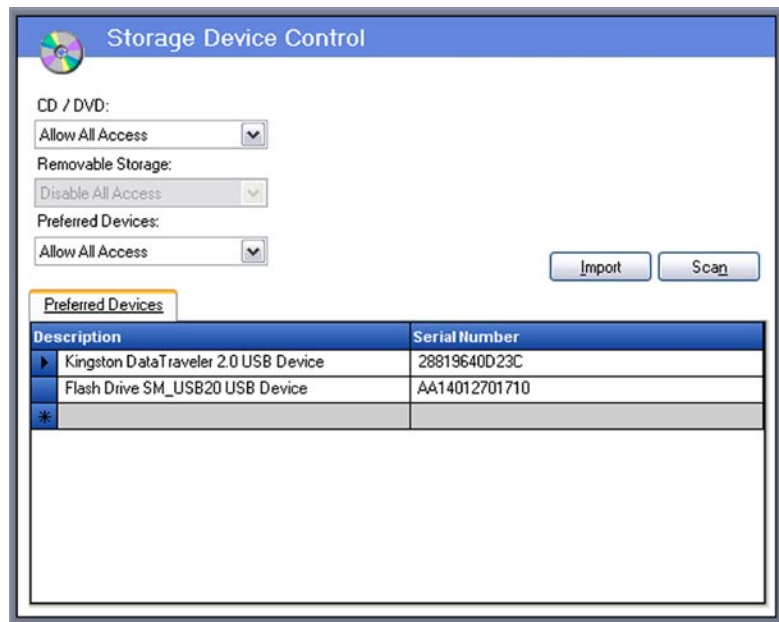 Storage Device Control
CD / DVD:
Allow All Access
Removable Storage:
Disable All Access
Preferred Devices:
Allow All Access
Import Scan
Preferred Devices
Description Serial Number
Kingston DataTraveler 2.0 USB Device 28819640D23C
Flash Drive SM_USB20 USB Device AA14012701710